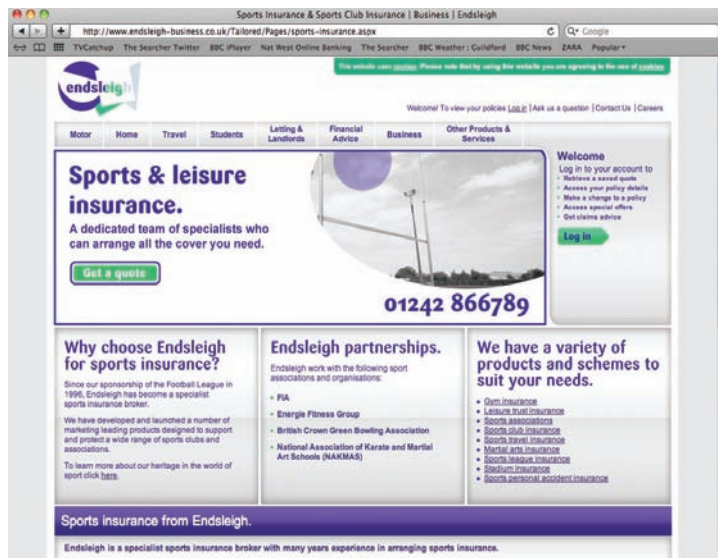 Sports Insurance & Sports Club Insurance | Business | Endsleigh
http://www.endsleigh-business.co.uk/Tailored/Pages/sports-insurance.aspx
Google
TVCatchup The Searcher Twitter BBC iPlayer Nat West Online Banking The Searcher BBC Weather : Guildford BBC News ZARA Popular
This website uses cookies. Please note that by using this website you are agreeing to the use of cookies.
endsleigh
Welcome! To view your policies Log in | Ask us a question | Contact Us | Careers
Motor Home Travel Students Letting & Landlords Financial Advice Business Other Products & Services
Sports & leisure
insurance.
A dedicated team of specialists who
can arrange all the cover you need.
Get a quote
01242 866789
Welcome
Log in to your account to
Retrieve a saved quote
Access your policy details
Make a change to a policy
Access special offers
Get claims advice
Log in
Why choose Endsleigh
for sports insurance?
Since our sponsorship of the Football League in
1996, Endsleigh has become a specialist
sports insurance broker.
We have developed and launched a number of
marketing leading products designed to support
and protect a wide range of sports clubs and
associations.
To learn more about our heritage in the world of
sport click here.
Endsleigh partnerships.
Endsleigh work with the following sport
associations and organisations:
FIA
Energie Fitness Group
British Crown Green Bowling Association
National Association of Karate and Martial
Art Schools (NAKMAS)
We have a variety of
products and schemes to
suit your needs.
Gym insurance
Leisure trust insurance
Sports associations
Sports club insurance
Sports travel insurance
Martial arts insurance
Sports league insurance
Stadium insurance
Sports personal accident insurance
Sports insurance from Endsleigh.
Endsleigh is a specialist sports insurance broker with many years experience in arranging sports insurance.